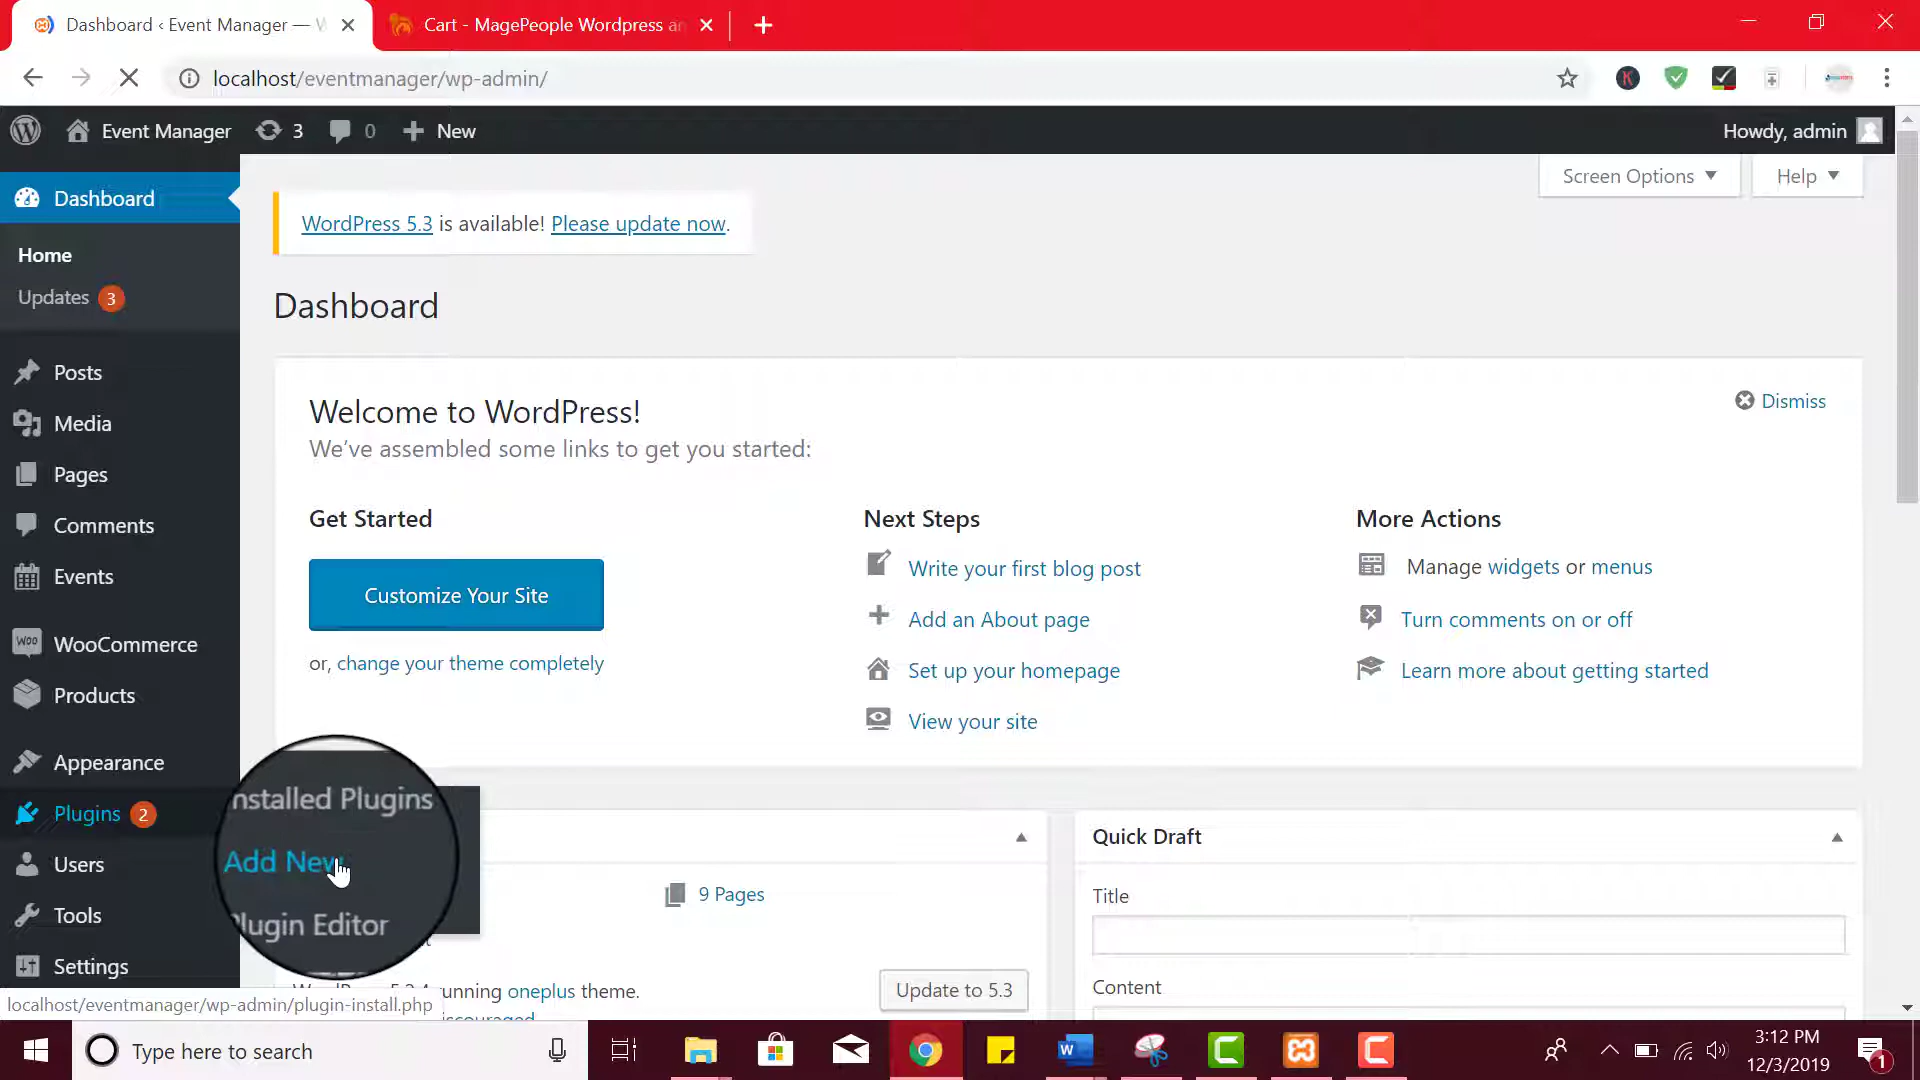 Dashboard ‹ Event Manager — W
Cart - MagePeople Wordpress an
localhost/eventmanager/wp-admin/
Event Manager
3
0
New
Howdy, admin
Dashboard
Screen Options
Help
WordPress 5.3 is available! Please update now.
Home
Updates 3
Dashboard
Posts
Media
Pages
Comments
Events
WooCommerce
Products
Appearance
Plugins 2
Users
Tools
Settings
Welcome to WordPress!
Dismiss
We've assembled some links to get you started:
Get Started
Customize Your Site
or, change your theme completely
Next Steps
Write your first blog post
Add an About page
Set up your homepage
View your site
More Actions
Manage widgets or menus
Turn comments on or off
Learn more about getting started
nstalled Plugins
Add New
Plugin Editor
9 Pages
running oneplus theme.
Update to 5.3
Quick Draft
Title
Content
localhost/eventmanager/wp-admin/plugin-install.php
Type here to search
3:12 PM
12/3/2019
1